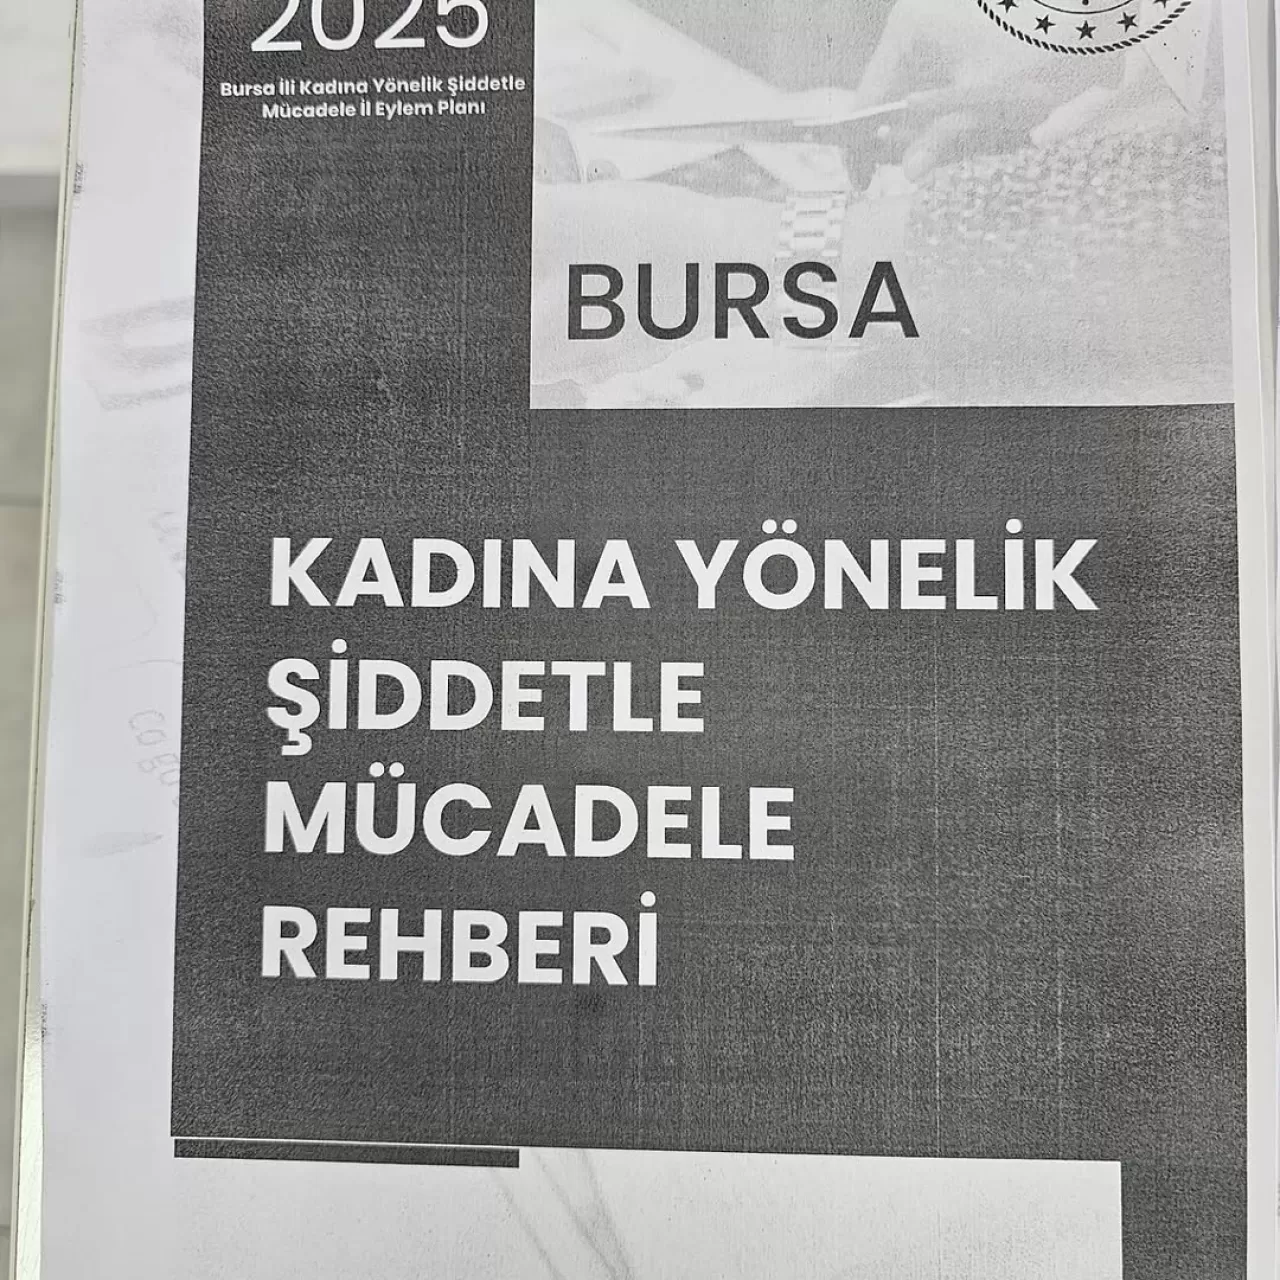 2025
Bursa İli Kadına Yönelik Şiddetle
Mücadele İl Eylem Planı
BURSA
KADINA YÖNELİK
ŞİDDETLE
MÜCADELE
REHBERİ